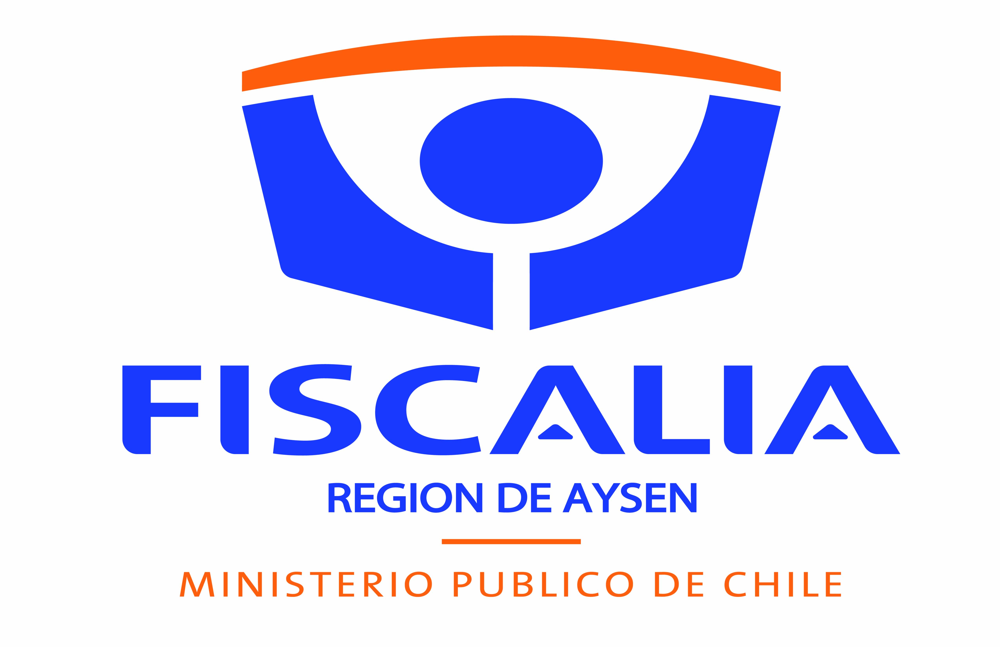 FISCALIA
REGION DE AYSEN
MINISTERIO PUBLICO DE CHILE